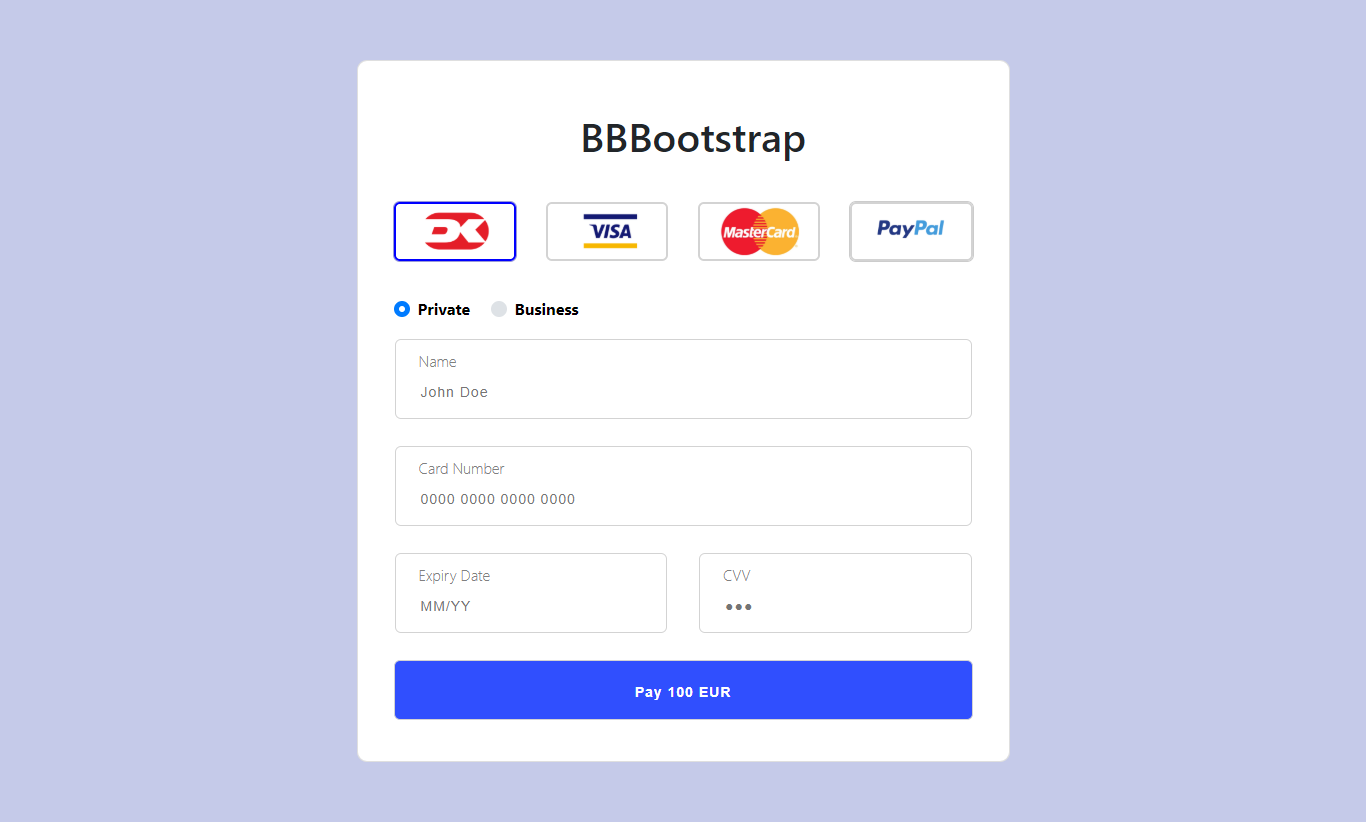 BBBootstrap
DK VISA MasterCard PayPal
Private Business
Name
John Doe
Card Number
0000 0000 0000 0000
Expiry Date CVV
MM/YY •••
Pay 100 EUR